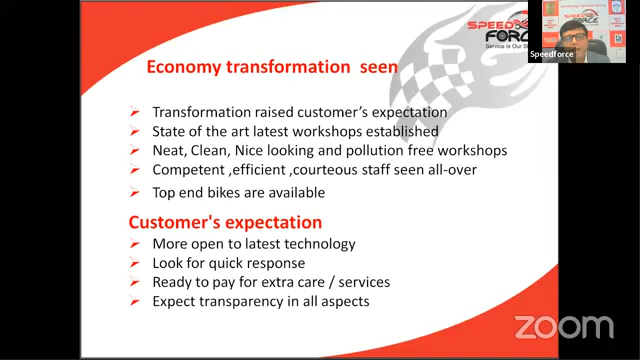 SPEED
FORCE
Service Is Our
Speedforce
Economy transformation  seen
Transformation raised customer's expectation
State of the art latest workshops established
Neat, Clean, Nice looking and pollution free workshops
Competent ,efficient ,courteous staff seen all-over
Top end bikes are available
Customer's expectation
More open to latest technology
Look for quick response
Ready to pay for extra care / services
Expect transparency in all aspects
zoom